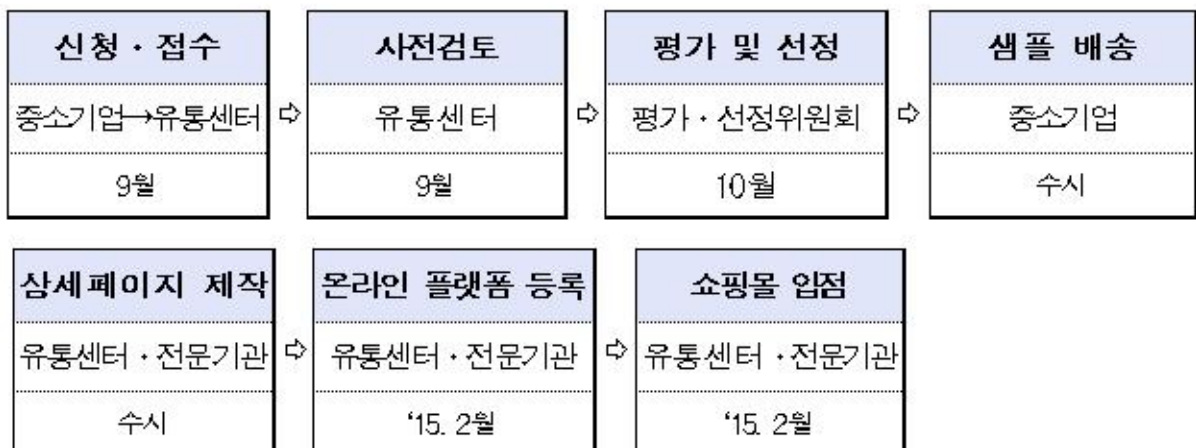 신청·접수 사전검토 평가 및 선정 샘플 배송
중소기업→유통센터 ⇨ 유통센터 ⇨ 평가·선정위원회 ⇨ 중소기업
9월 9월 10월 수시
상세페이지 제작 온라인 플랫폼 등록 쇼핑몰 입점
유통센터·전문기관 ⇨ 유통센터·전문기관 ⇨ 유통센터·전문기관
수시 ‘15. 2월 ‘15. 2월